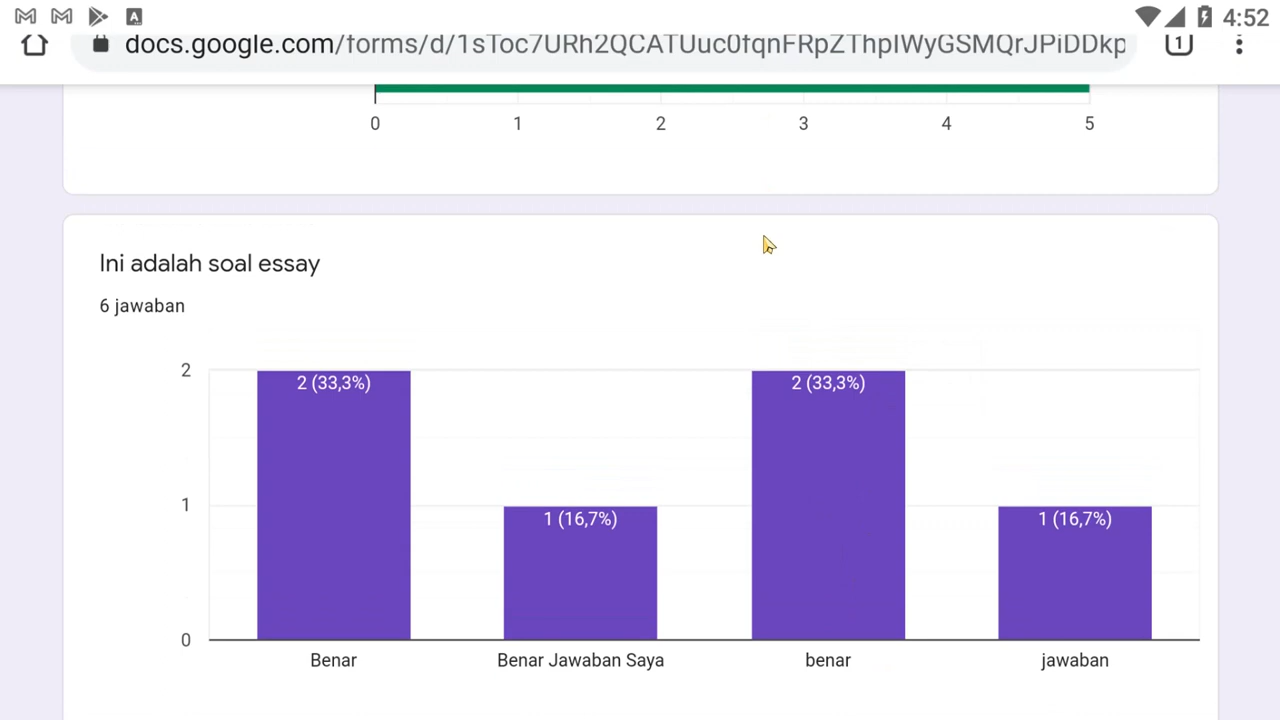 4:52
docs.google.com/forms/d/1sToc7URh2QCATUuc0fqnFRpZThpIWyGSMQrJPiDDkp
1
0 1 2 3 4 5
Ini adalah soal essay
6 jawaban
2
2 (33,3%) 2 (33,3%)
1
1 (16,7%) 1 (16,7%)
0
Benar Benar Jawaban Saya benar jawaban